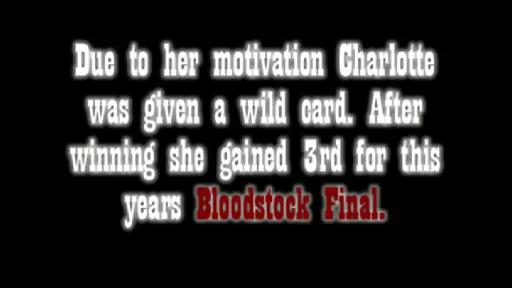 Due to her motivation Charlotte
was given a wild card. After
winning she gained 3rd for this
years Bloodstock Final.